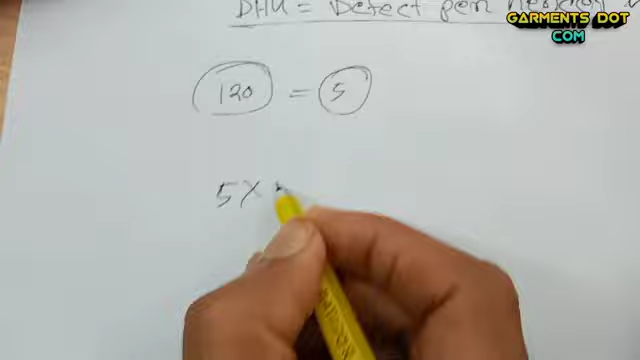 DHU = Defect per
GARMENTS DOT
COM
120 = 5
5 X